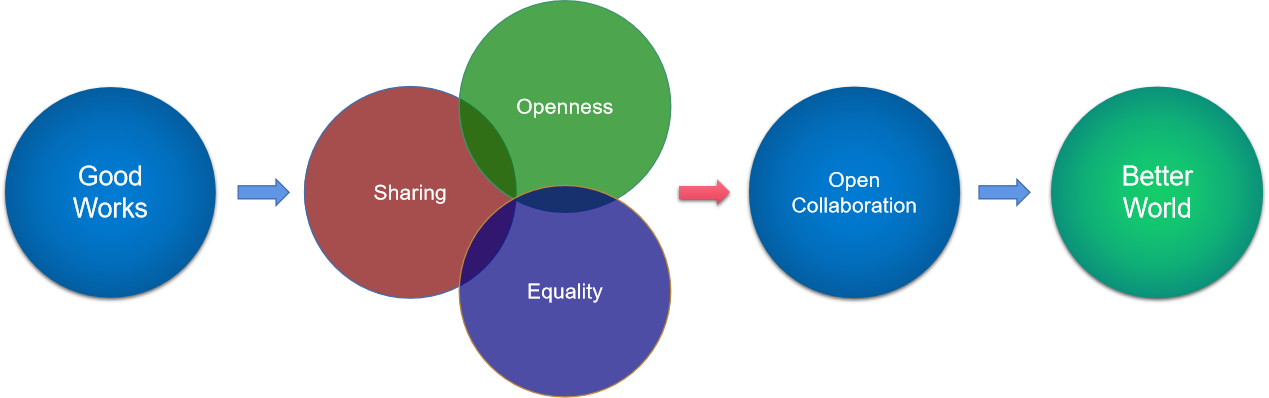 Good
Works
Sharing
Openness
Equality
Open
Collaboration
Better
World